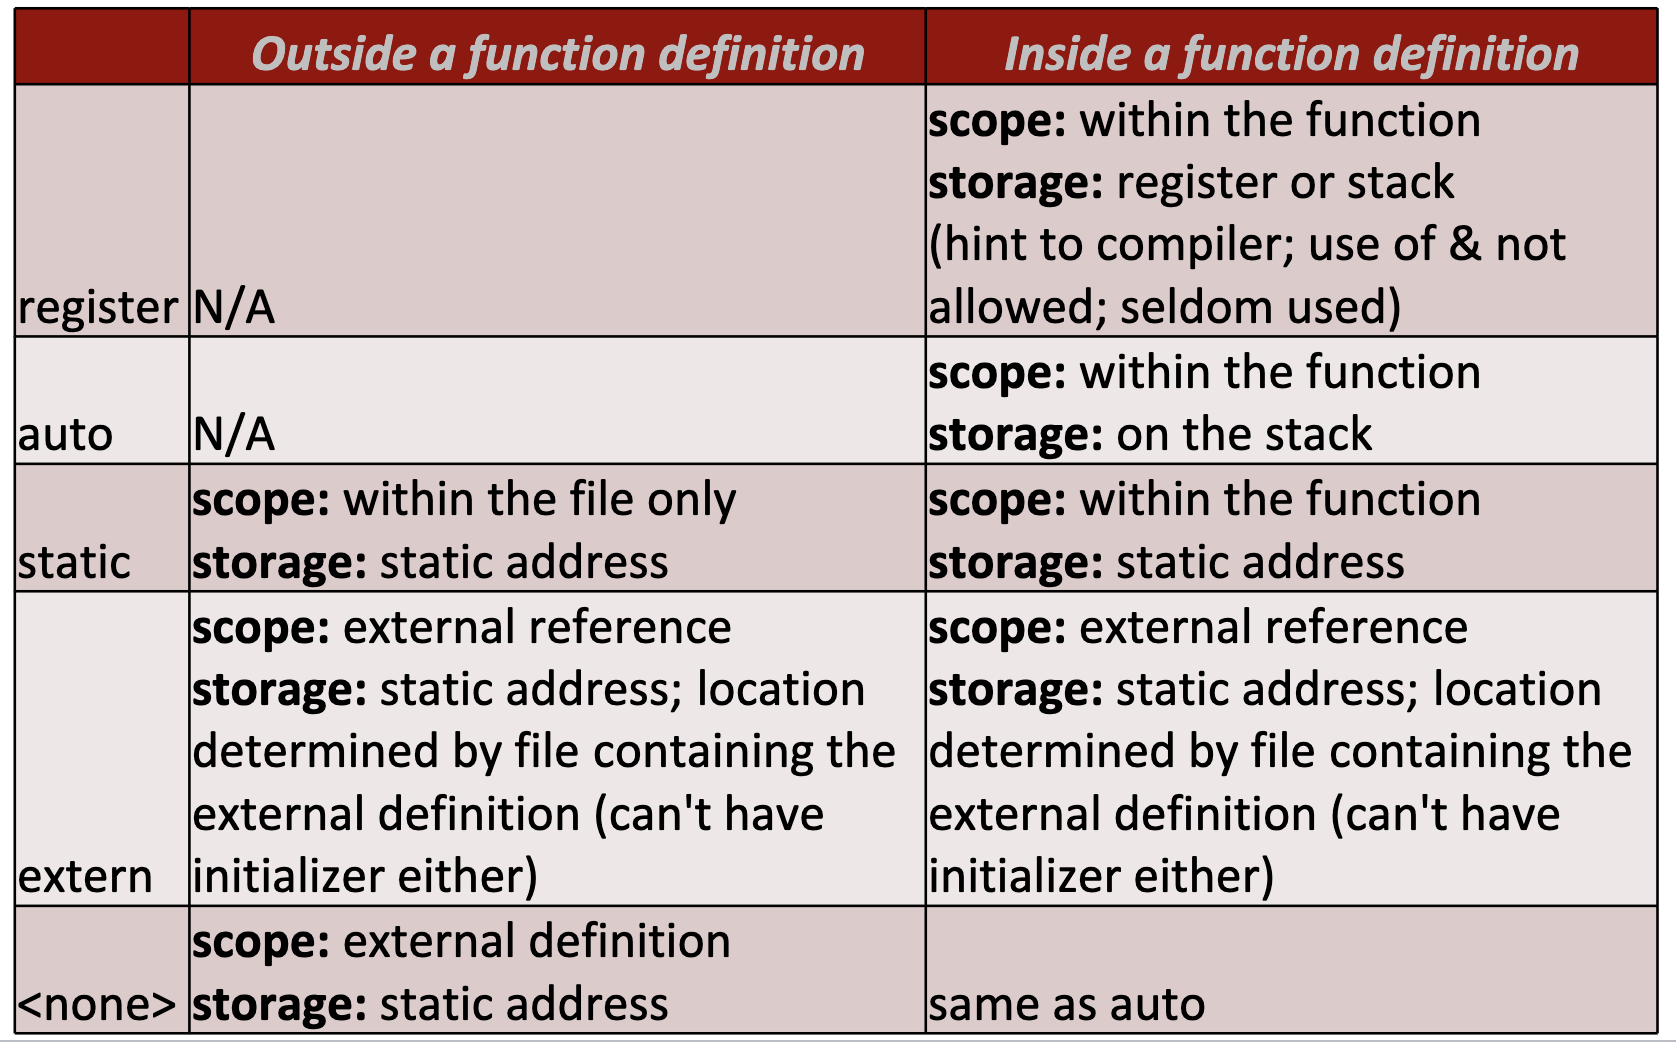 Outside a function definition
Inside a function definition
register
N/A
scope: within the function
storage: register or stack
(hint to compiler; use of & not
allowed; seldom used)
auto
N/A
scope: within the function
storage: on the stack
static
scope: within the file only
storage: static address
scope: within the function
storage: static address
extern
scope: external reference
storage: static address; location
determined by file containing the
external definition (can't have
initializer either)
scope: external reference
storage: static address; location
determined by file containing the
external definition (can't have
initializer either)
<none>
scope: external definition
storage: static address
same as auto